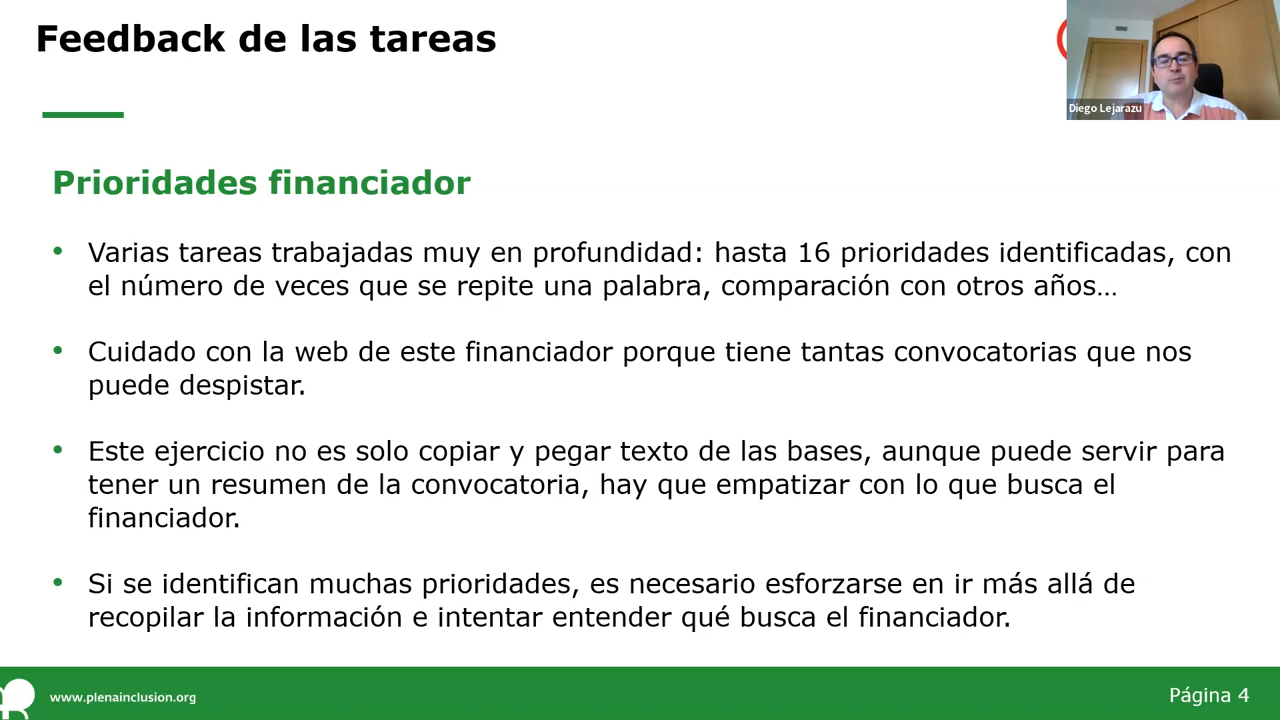 Feedback de las tareas
Diego Lejarazu
Prioridades financiador
• Varias tareas trabajadas muy en profundidad: hasta 16 prioridades identificadas, con
el número de veces que se repite una palabra, comparación con otros años…
• Cuidado con la web de este financiador porque tiene tantas convocatorias que nos
puede despistar.
• Este ejercicio no es solo copiar y pegar texto de las bases, aunque puede servir para
tener un resumen de la convocatoria, hay que empatizar con lo que busca el
financiador.
• Si se identifican muchas prioridades, es necesario esforzarse en ir más allá de
recopilar la información e intentar entender qué busca el financiador.
www.plenainclusion.org
Página 4